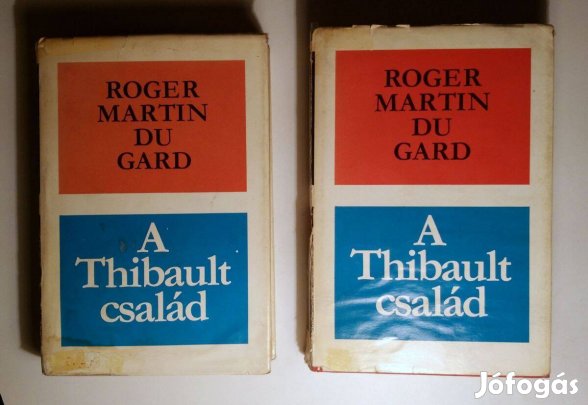 ROGER
MARTIN
DU
GARD
A
Thibault
család
ROGER
MARTIN
DU
GARD
A
Thibault
család
Jófogás